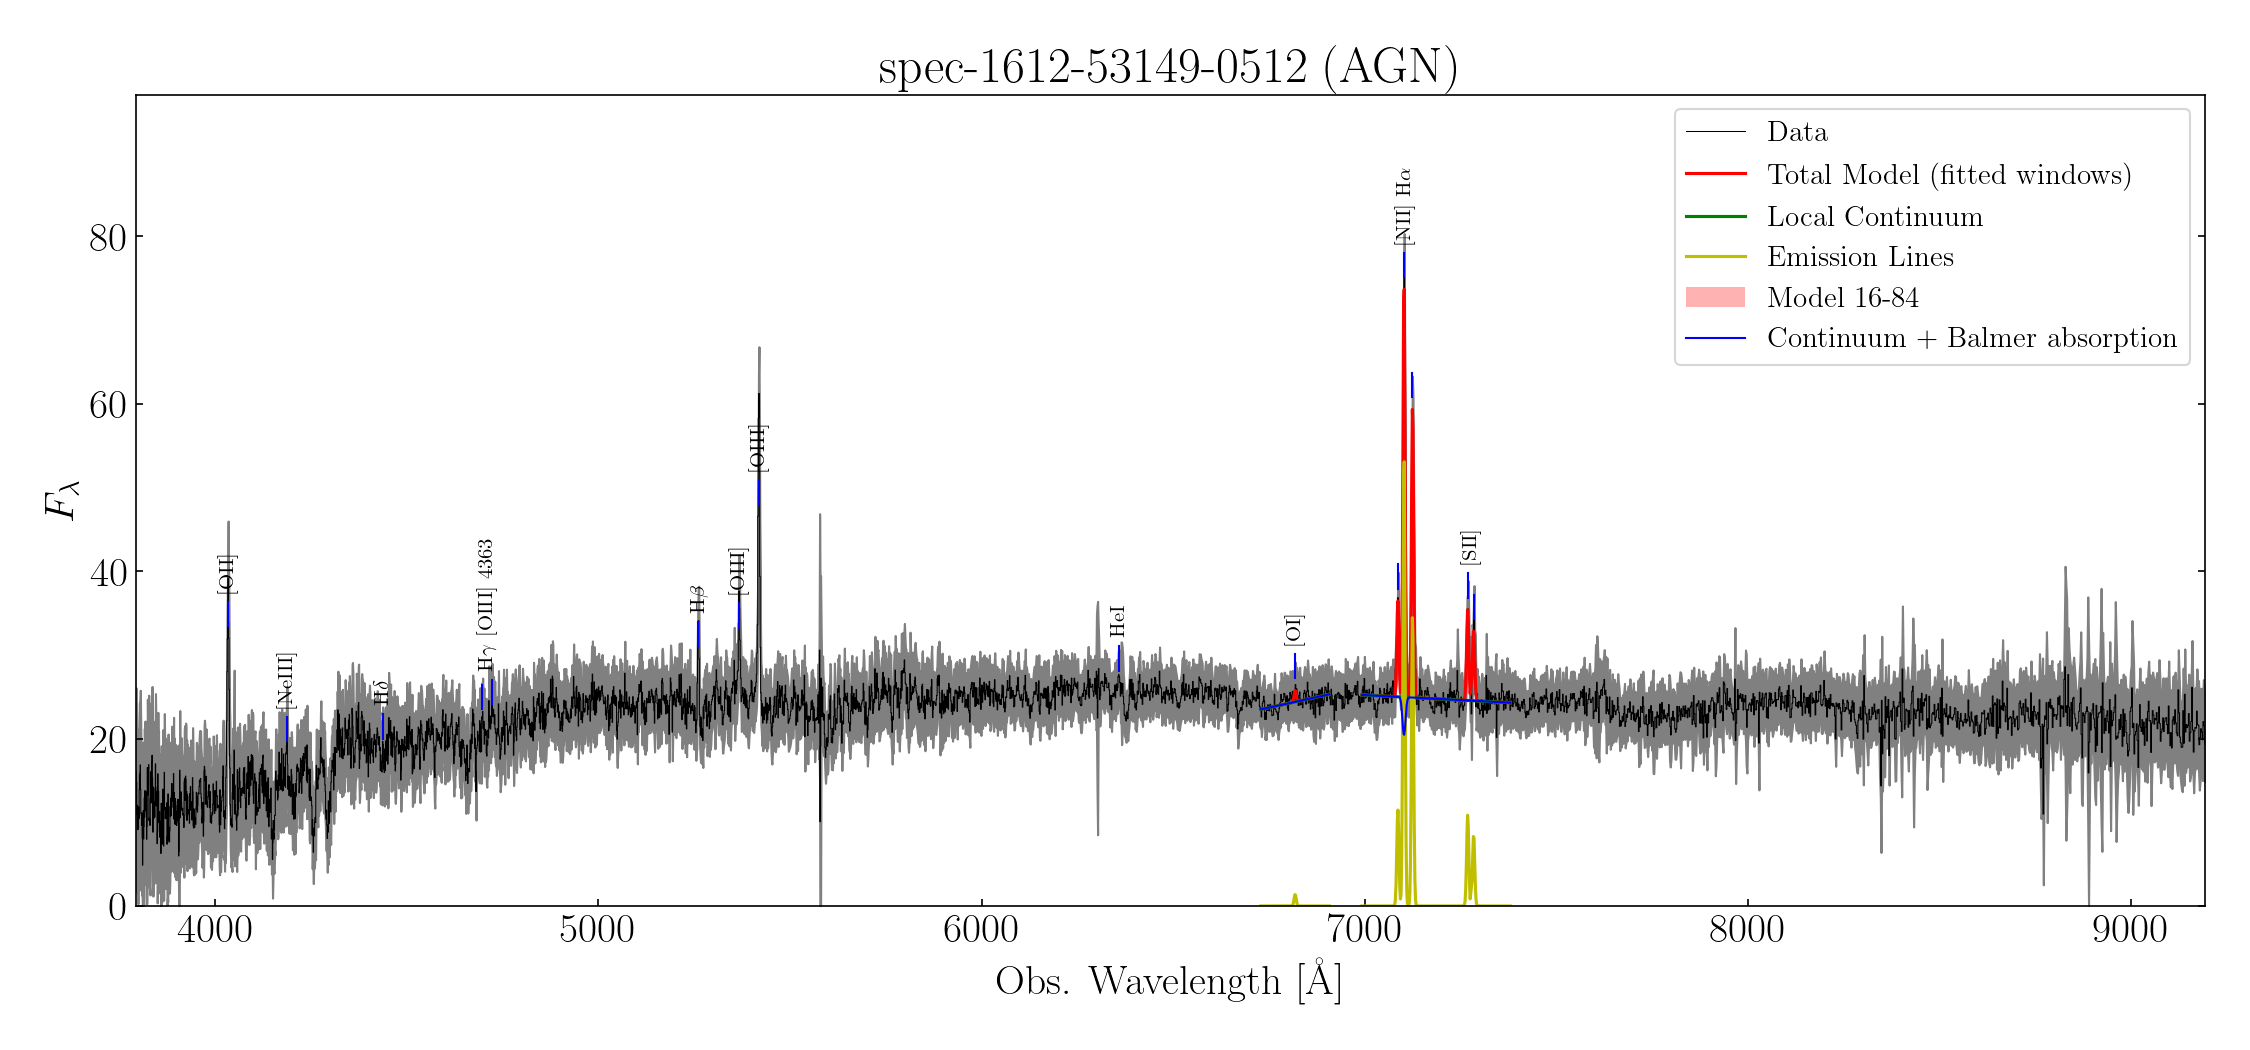 spec-1612-53149-0512 (AGN)
Data
Total Model (fitted windows)
Local Continuum
Emission Lines
Model 16-84
Continuum + Balmer absorption
[OII]
[NeIII]
Hδ
Hγ [OIII] 4363
Hβ
[OIII]
[OIII]
HeI
[OI]
[NII] Hα
[SII]
80
60
40
20
0
Fλ
4000 5000 6000 7000 8000 9000
Obs. Wavelength [Å]